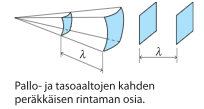 λ
λ
Pallo- ja tasoaaltojen kahden
peräkkäisen rintaman osia.